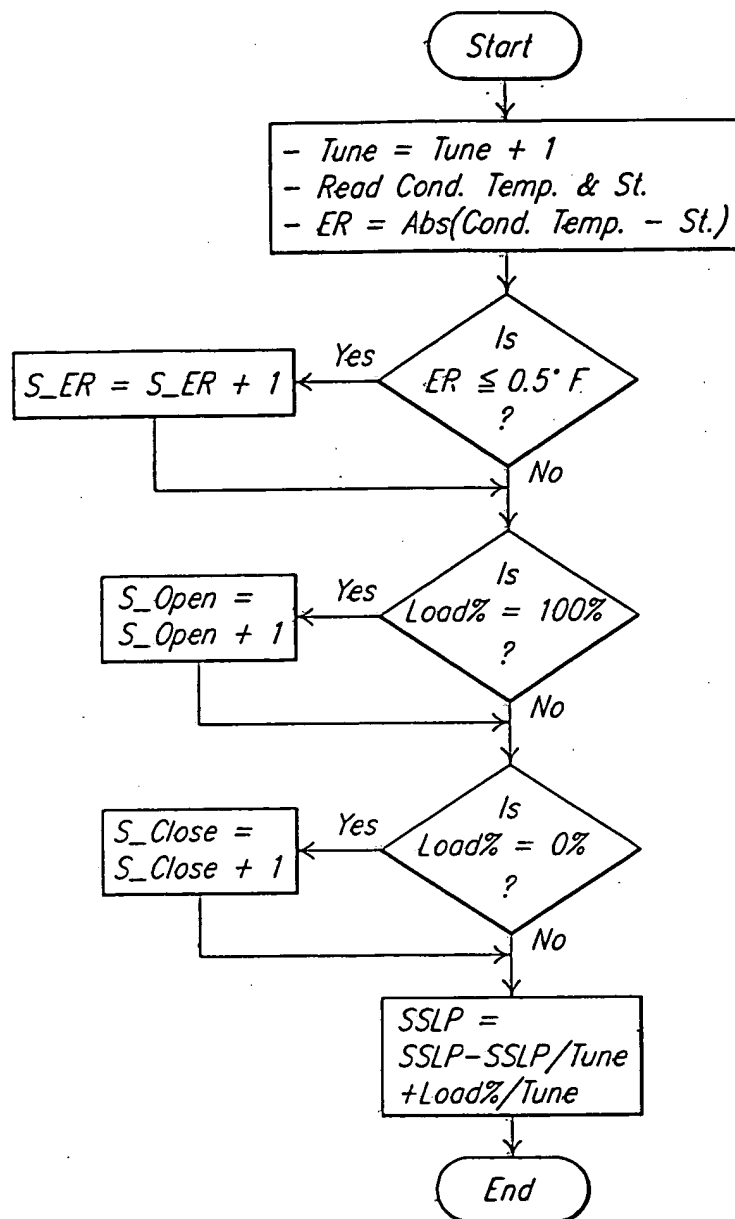 Start
- Tune = Tune + 1
- Read Cond. Temp. & St.
- ER = Abs(Cond. Temp. - St.)
Is
ER ≦ 0.5° F
?
Yes
S_ER = S_ER + 1
No
Is
Load% = 100%
?
Yes
S_Open =
S_Open + 1
No
Is
Load% = 0%
?
Yes
S_Close =
S_Close + 1
No
SSLP =
SSLP-SSLP/Tune
+Load%/Tune
End